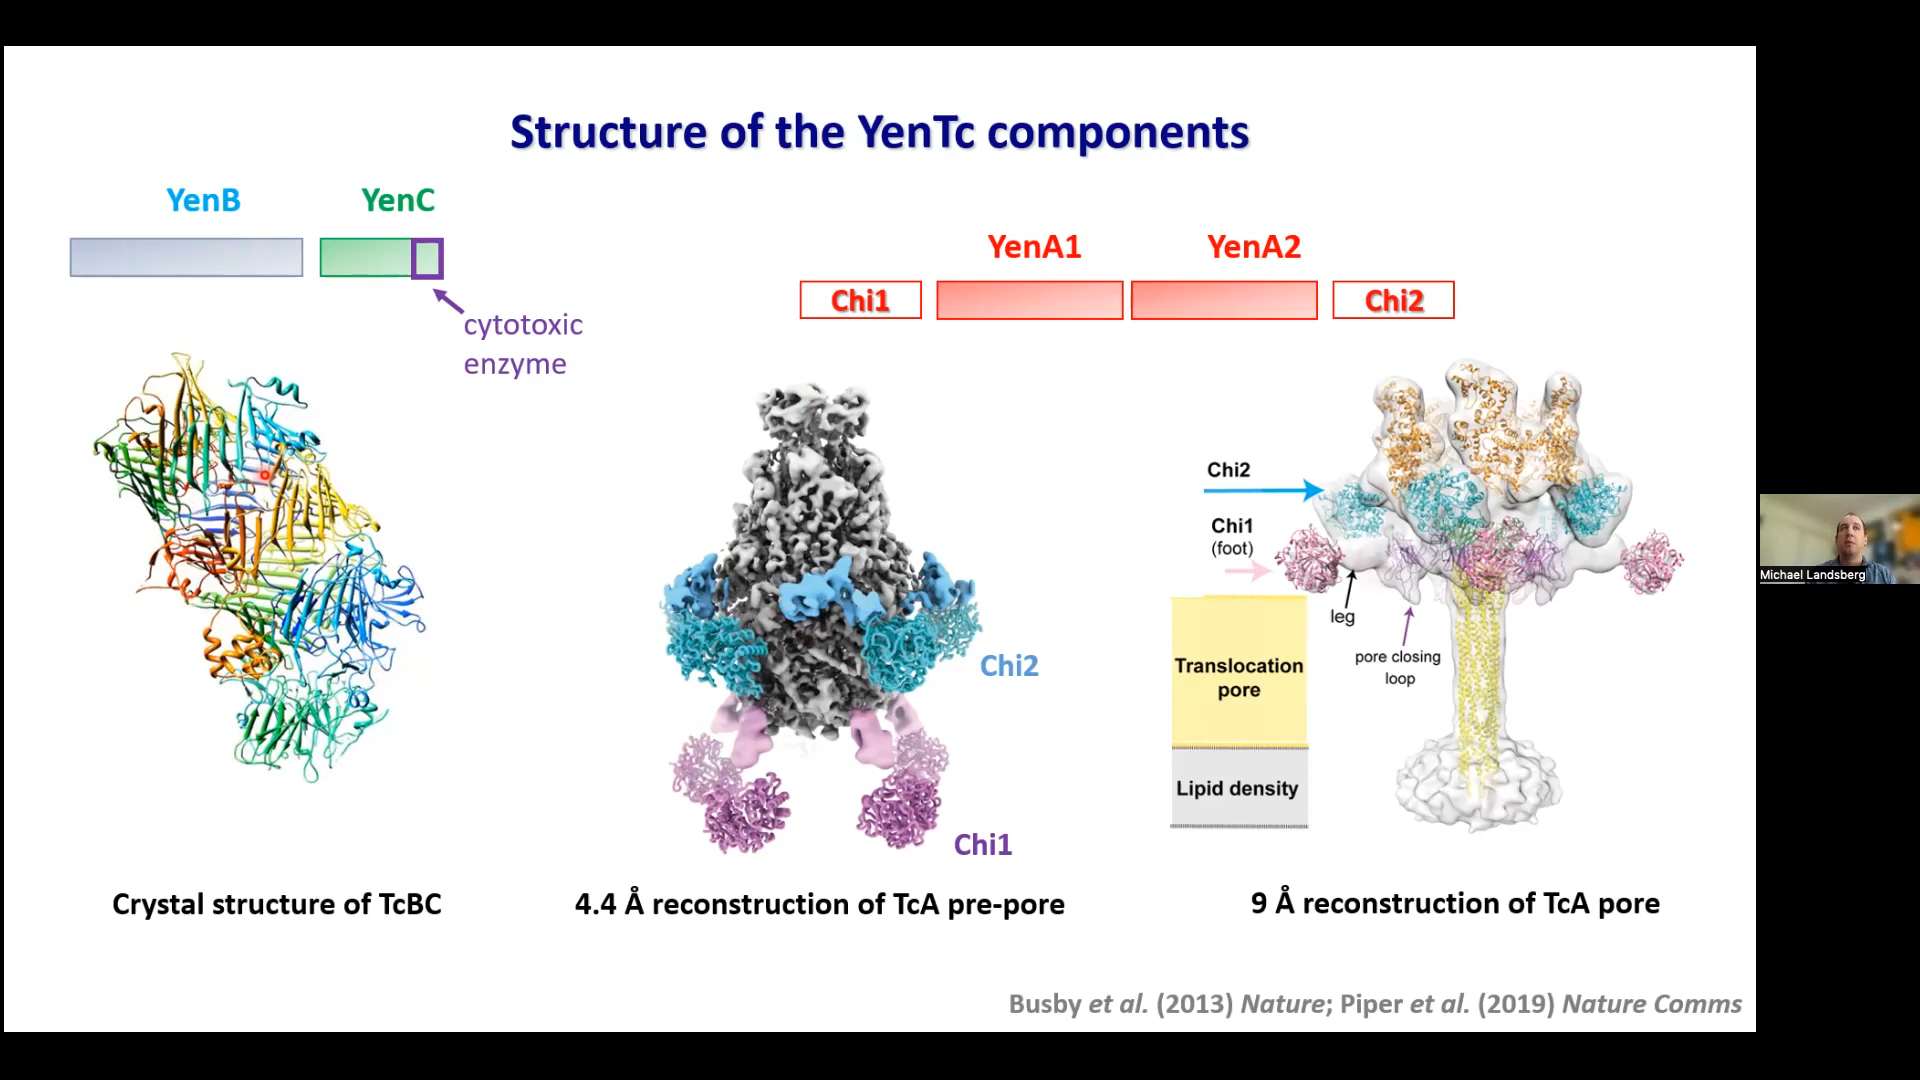 Structure of the YenTc components
YenB
YenC
cytotoxic
enzyme
YenA1
YenA2
Chi1
Chi2
Chi2
Chi1
Chi2
Chi1
(foot)
leg
pore closing
loop
Translocation
pore
Lipid density
Crystal structure of TcBC
4.4 Å reconstruction of TcA pre-pore
9 Å reconstruction of TcA pore
Busby et al. (2013) Nature; Piper et al. (2019) Nature Comms
Michael Landsberg